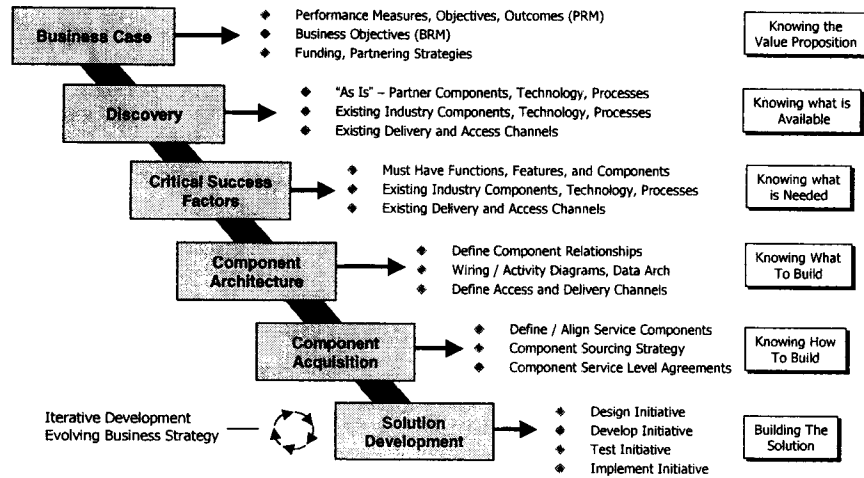 Business Case
Performance Measures, Objectives, Outcomes (PRM)
Business Objectives (BRM)
Funding, Partnering Strategies
Knowing the
Value Proposition
Discovery
"As Is" – Partner Components, Technology, Processes
Existing Industry Components, Technology, Processes
Existing Delivery and Access Channels
Knowing what is
Available
Critical Success
Factors
Must Have Functions, Features, and Components
Existing Industry Components, Technology, Processes
Existing Delivery and Access Channels
Knowing what
is Needed
Component
Architecture
Define Component Relationships
Wiring / Activity Diagrams, Data Arch
Define Access and Delivery Channels
Knowing What
To Build
Component
Acquisition
Define / Align Service Components
Component Sourcing Strategy
Component Service Level Agreements
Knowing How
To Build
Iterative Development
Evolving Business Strategy
Solution
Development
Design Initiative
Develop Initiative
Test Initiative
Implement Initiative
Building The
Solution